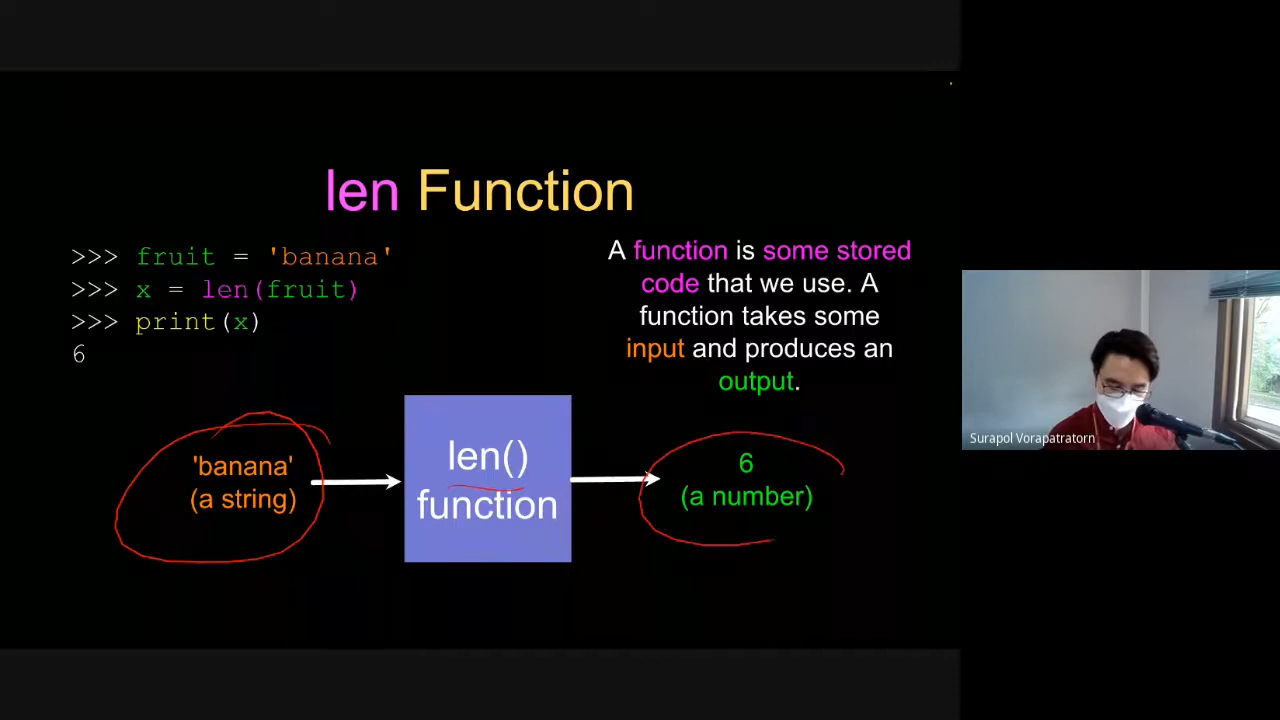 len Function
>>> fruit = 'banana'
>>> x = len(fruit)
>>> print(x)
6
A function is some stored
code that we use. A
function takes some
input and produces an
output.
'banana'
(a string)
len()
function
6
(a number)
Surapol Vorapatratorn